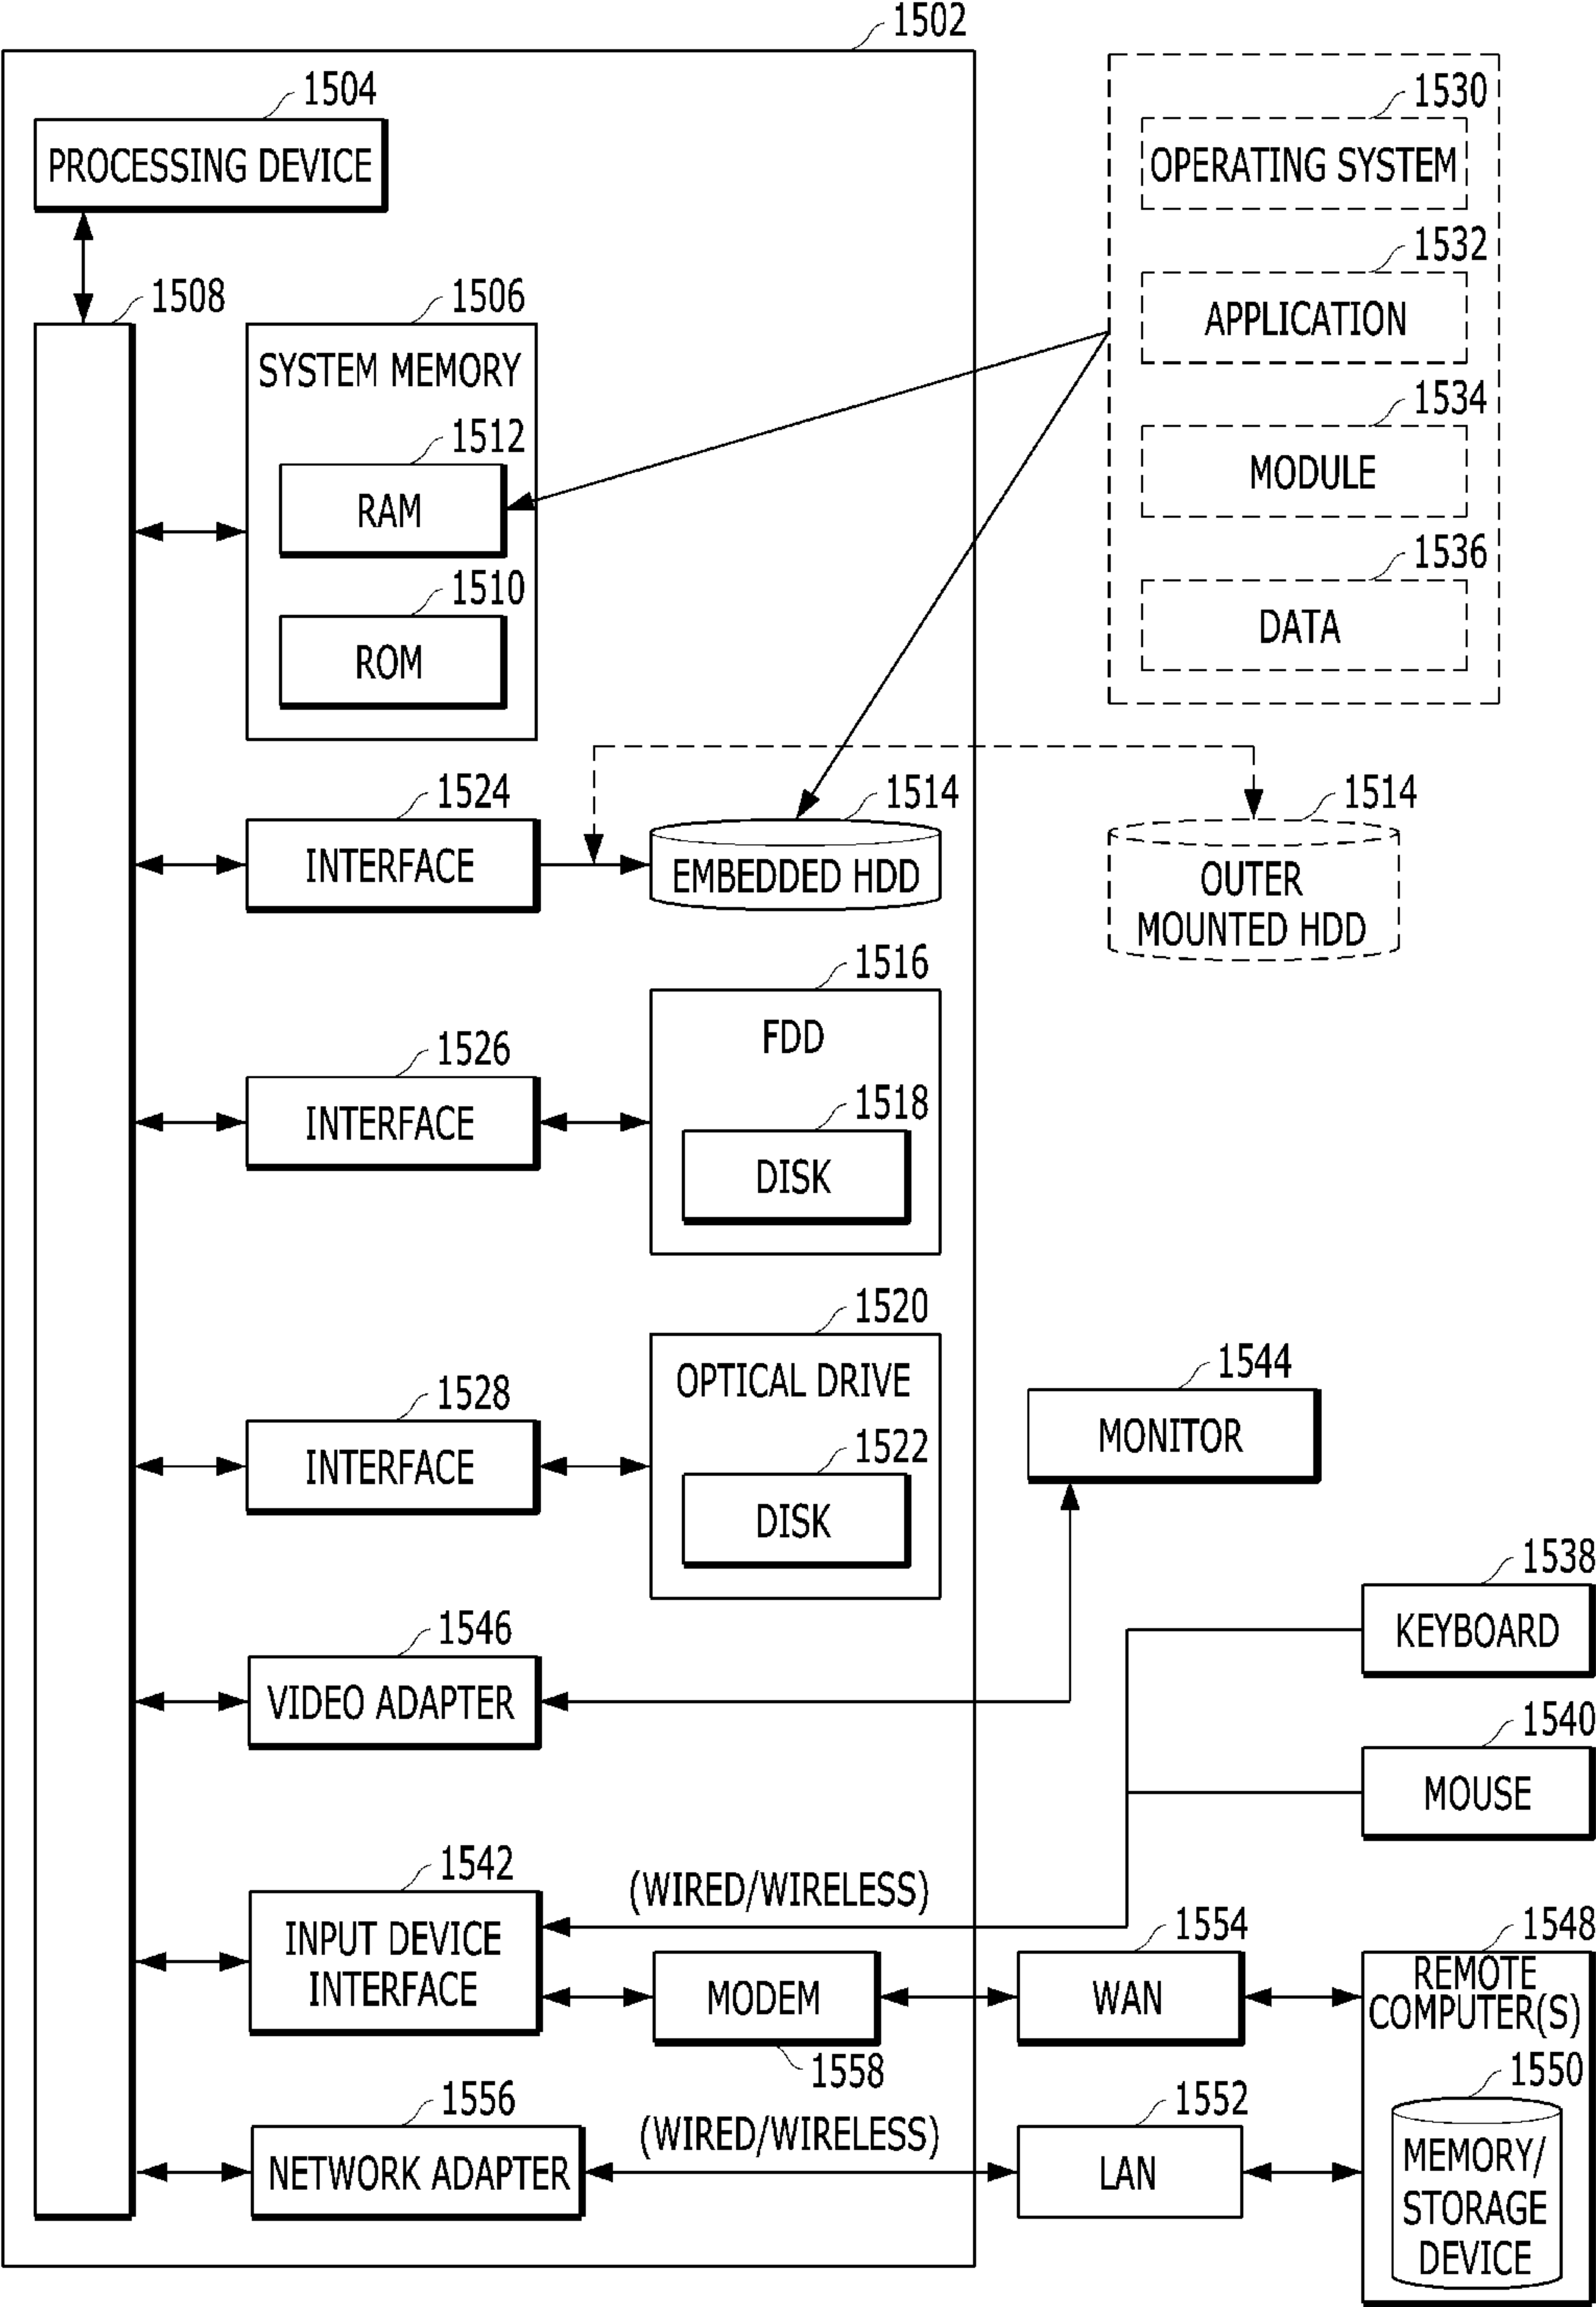 1502
1504
PROCESSING DEVICE
1530
OPERATING SYSTEM
1532
APPLICATION
1534
MODULE
1536
DATA
1508
1506
SYSTEM MEMORY
1512
RAM
1510
ROM
1524
INTERFACE
1514
EMBEDDED HDD
1514
OUTER
MOUNTED HDD
1516
FDD
1526
INTERFACE
1518
DISK
1520
OPTICAL DRIVE
1528
INTERFACE
1522
DISK
1544
MONITOR
1538
KEYBOARD
1546
VIDEO ADAPTER
1540
MOUSE
1542
INPUT DEVICE
INTERFACE
(WIRED/WIRELESS)
MODEM
1558
1554
WAN
1548
REMOTE
COMPUTER(S)
1550
MEMORY/
STORAGE
DEVICE
1556
NETWORK ADAPTER
(WIRED/WIRELESS)
1552
LAN